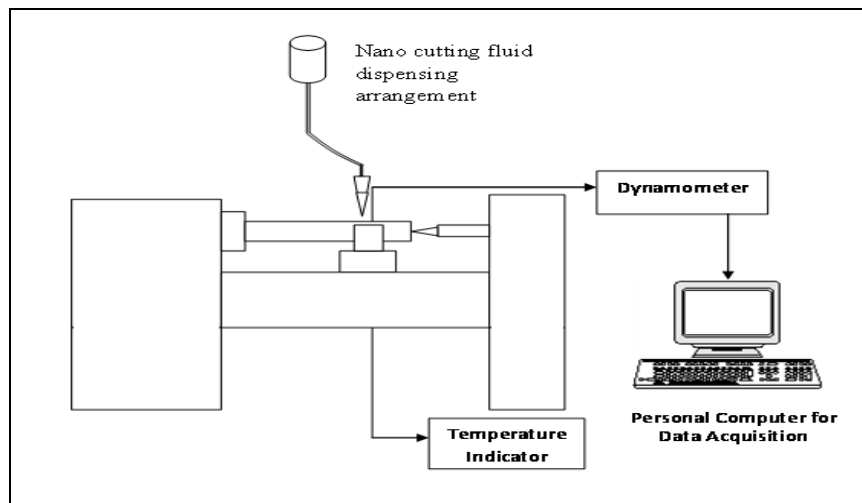 Nano cutting fluid
dispensing
arrangement
Dynamometer
Personal Computer for
Data Acquisition
Temperature
Indicator